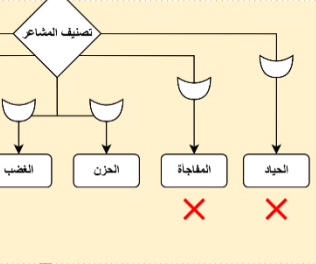 تصنيف المشاعر
الحياد
المفاجأة
الحزن
الغضب